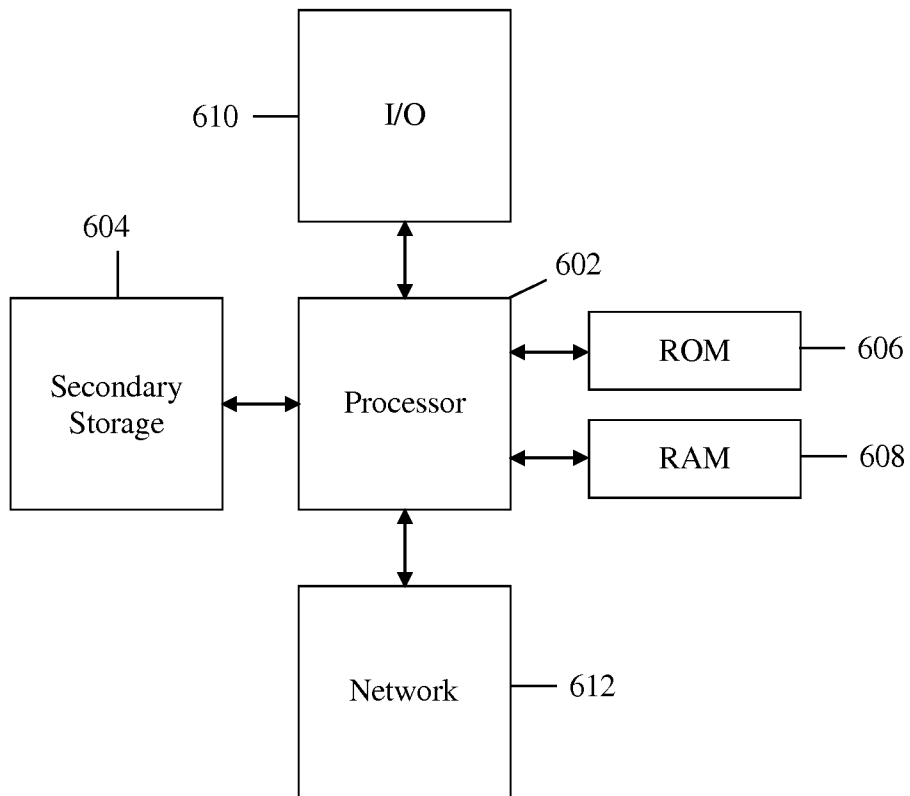 I/O
610
604
602
Secondary
Storage
Processor
ROM
606
RAM
608
Network
612